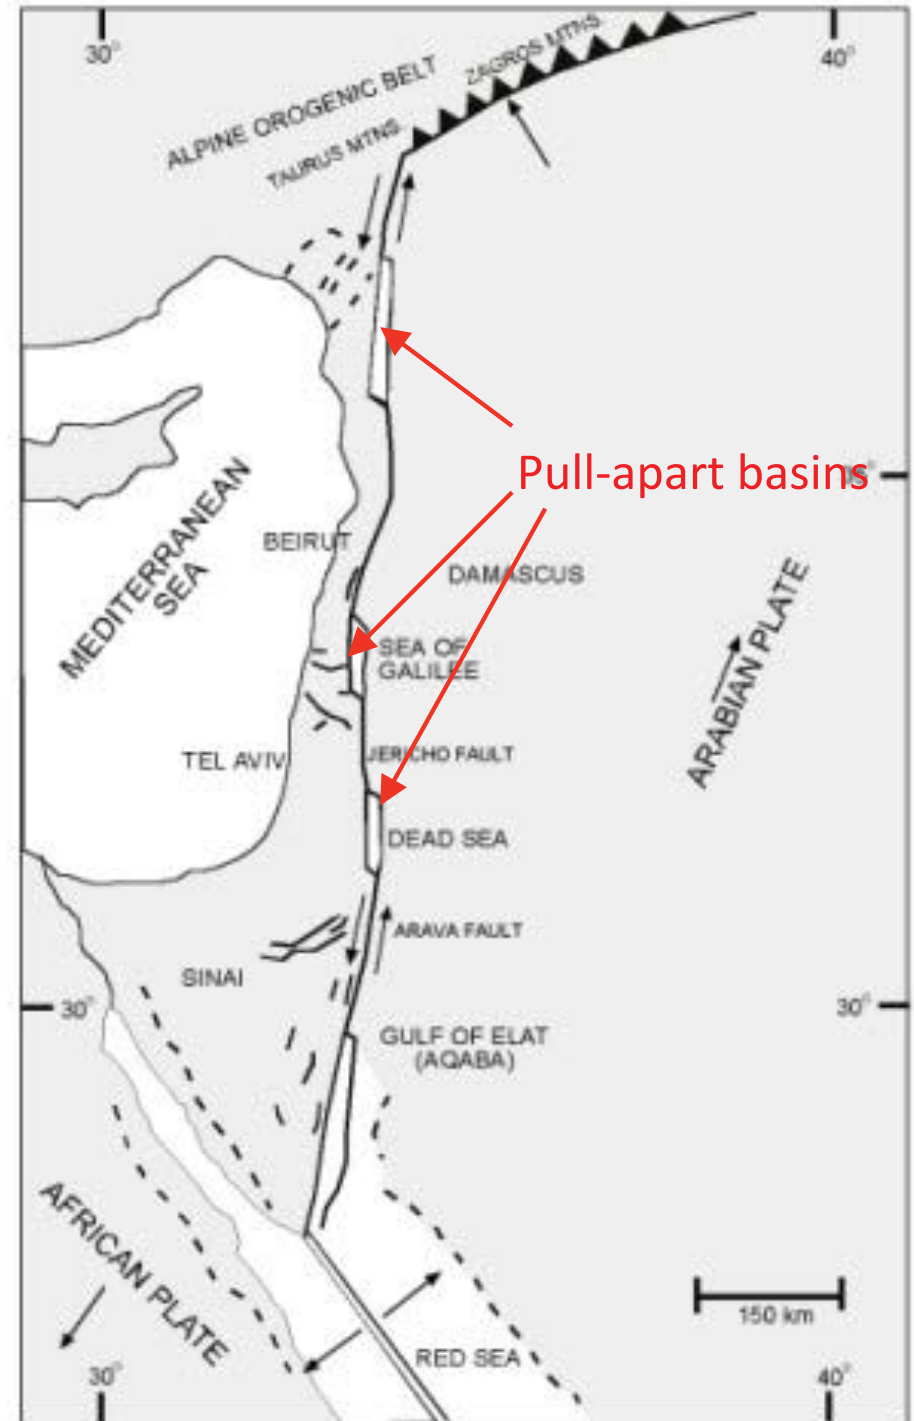 30°
40°
ZAGROS MTNS.
ALPINE OROGENIC BELT
TAURUS MTNS.
Pull-apart basins
MEDITERRANEAN
SEA
BEIRUT
DAMASCUS
SEA OF
GALILEE
ARABIAN PLATE
TEL AVIV
JERICHO FAULT
DEAD SEA
ARAVA FAULT
SINAI
30°
30°
GULF OF ELAT
(AQABA)
AFRICAN PLATE
150 km
RED SEA
30°
40°